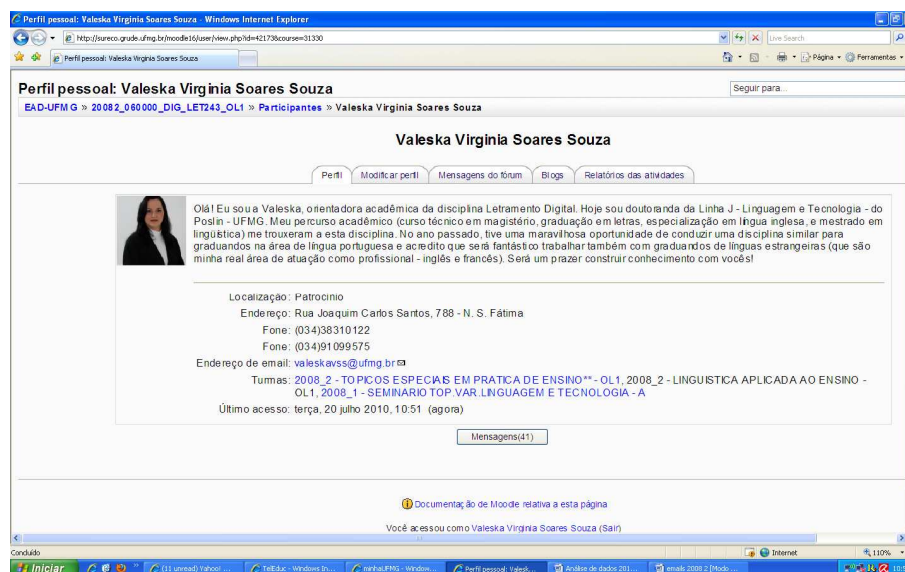 Perfil pessoal: Valeska Virginia Soares Souza - Windows Internet Explorer
http://sureco.grude.ufmg.br/moodle16/user/view.php?id=42173&course=31330
Live Search
Perfil pessoal: Valeska Virginia Soares Souza
Página
Ferramentas
Perfil pessoal: Valeska Virginia Soares Souza
Seguir para...
EAD-UFMG » 20082_060000_DIG_LET243_OL1 » Participantes » Valeska Virginia Soares Souza
Valeska Virginia Soares Souza
Perfil Modificar perfil Mensagens do fórum Blogs Relatórios das atividades
Olá! Eu sou a Valeska, orientadora acadêmica da disciplina Letramento Digital. Hoje sou doutoranda da Linha J - Linguagem e Tecnologia - do
Poslin - UFMG. Meu percurso acadêmico (curso técnico em magistério, graduação em letras, especialização em língua inglesa, e mestrado em
lingüística) me trouxeram a esta disciplina. No ano passado, tive uma maravilhosa oportunidade de conduzir uma disciplina similar para
graduandos na área de língua portuguesa e acredito que será fantástico trabalhar também com graduandos de línguas estrangeiras (que são
minha real área de atuação como profissional - inglês e francês). Será um prazer construir conhecimento com vocês!
Localização: Patrocinio
Endereço: Rua Joaquim Carlos Santos, 788 - N. S. Fátima
Fone: (034)38310122
Fone: (034)91099575
Endereço de email: valeskavss@ufmg.br
Turmas: 2008_2 - TOPICOS ESPECIAIS EM PRATICA DE ENSINO** - OL1, 2008_2 - LINGUISTICA APLICADA AO ENSINO -
OL1, 2008_1 - SEMINARIO TOP.VAR.LINGUAGEM E TECNOLOGIA - A
Último acesso: terça, 20 julho 2010, 10:51 (agora)
Mensagens(41)
Documentação de Moodle relativa a esta página
Você acessou como Valeska Virginia Soares Souza (Sair)
Concluído
Internet
110%
Iniciar
(11 unread) Yahoo! ...
TelEduc - Windows In...
minhaUFMG - Window...
Perfil pessoal: Valesk...
Análise de dados 201...
emails 2008 2 [Modo ...